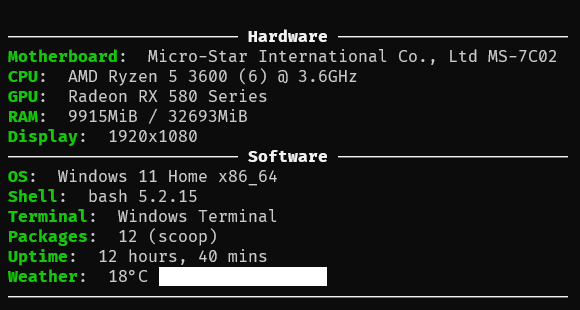 Hardware
Motherboard: Micro-Star International Co., Ltd MS-7C02
CPU: AMD Ryzen 5 3600 (6) @ 3.6GHz
GPU: Radeon RX 580 Series
RAM: 9915MiB / 32693MiB
Display: 1920x1080
Software
OS: Windows 11 Home x86_64
Shell: bash 5.2.15
Terminal: Windows Terminal
Packages: 12 (scoop)
Uptime: 12 hours, 40 mins
Weather: 18°C